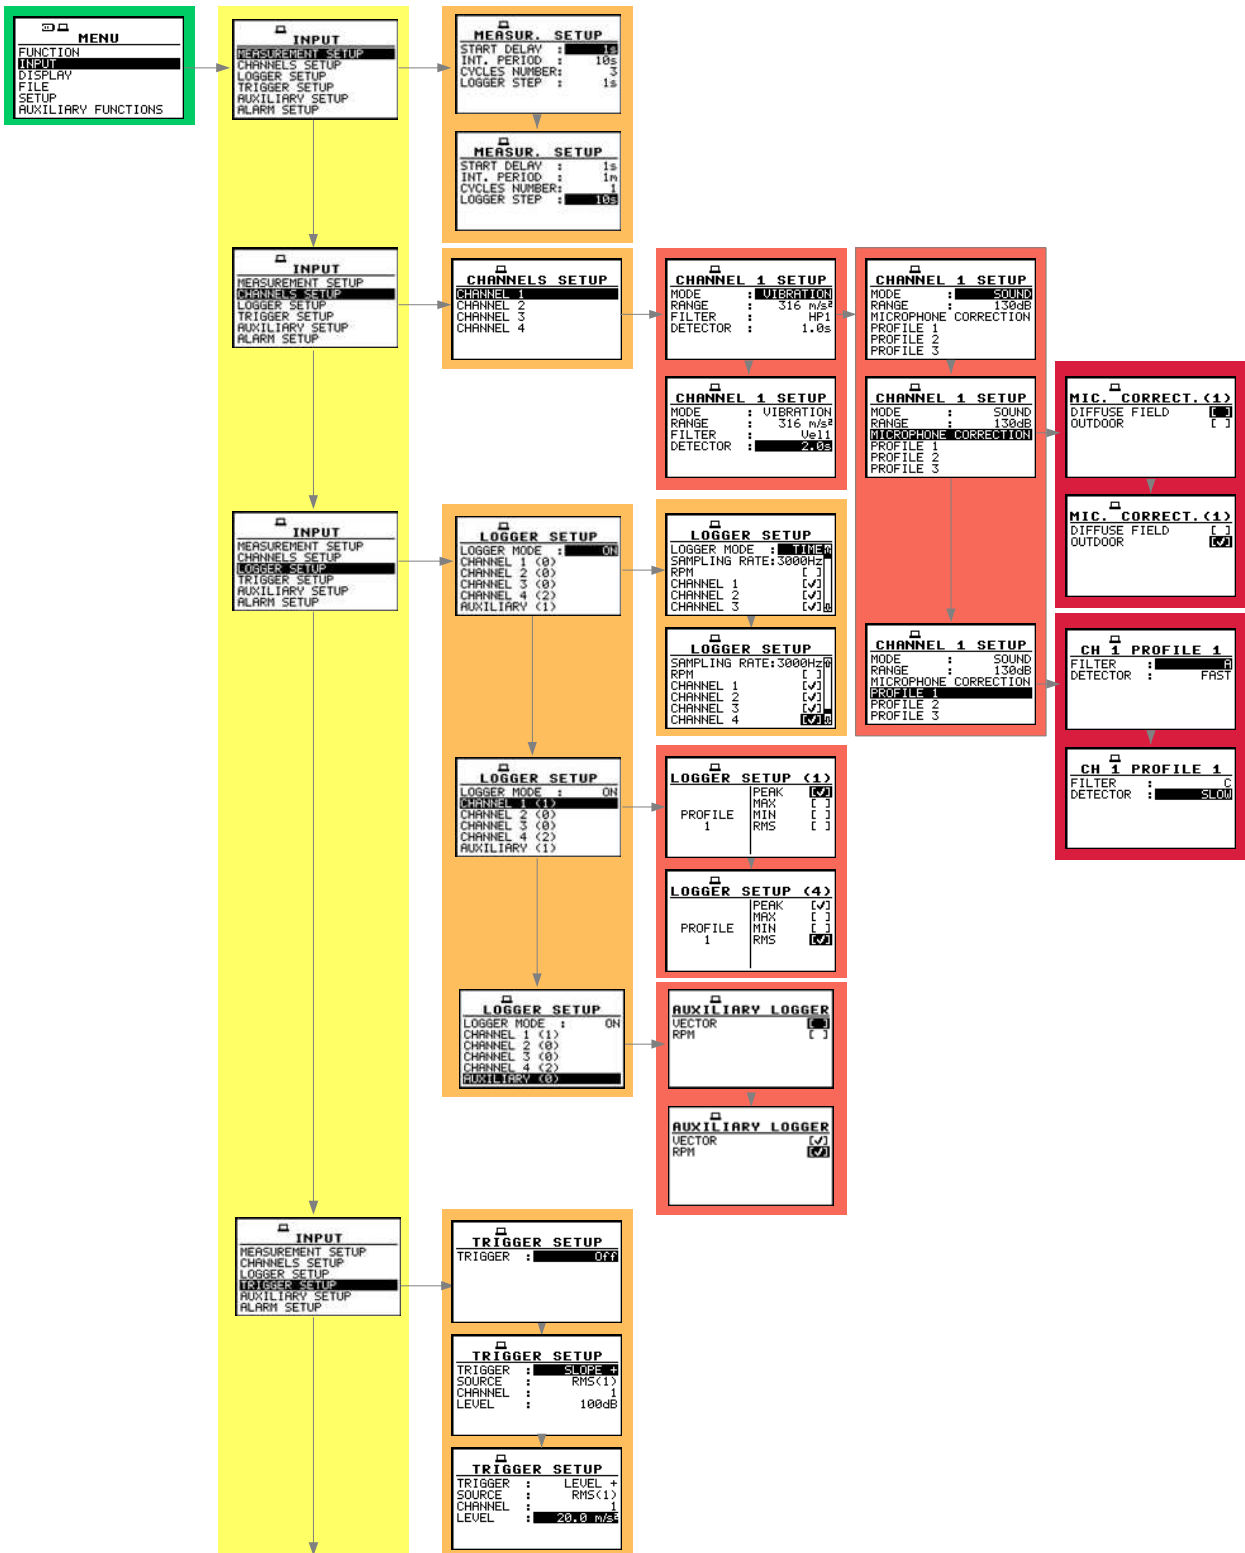 MENU
FUNCTION
INPUT
DISPLAY
FILE
SETUP
AUXILIARY FUNCTIONS
INPUT
MEASUREMENT SETUP
CHANNELS SETUP
LOGGER SETUP
TRIGGER SETUP
AUXILIARY SETUP
ALARM SETUP
MEASUR. SETUP
START DELAY : 1s
INT. PERIOD : 10s
CYCLES NUMBER: 3
LOGGER STEP : 1s
MEASUR. SETUP
START DELAY : 1s
INT. PERIOD : 1m
CYCLES NUMBER: 1
LOGGER STEP : 10s
INPUT
MEASUREMENT SETUP
CHANNELS SETUP
LOGGER SETUP
TRIGGER SETUP
AUXILIARY SETUP
ALARM SETUP
CHANNELS SETUP
CHANNEL 1
CHANNEL 2
CHANNEL 3
CHANNEL 4
CHANNEL 1 SETUP
MODE : VIBRATION
RANGE : 316 m/s²
FILTER : HP1
DETECTOR : 1.0s
CHANNEL 1 SETUP
MODE : SOUND
RANGE : 130dB
MICROPHONE CORRECTION
PROFILE 1
PROFILE 2
PROFILE 3
CHANNEL 1 SETUP
MODE : VIBRATION
RANGE : 316 m/s²
FILTER : Vel1
DETECTOR : 2.0s
CHANNEL 1 SETUP
MODE : SOUND
RANGE : 130dB
MICROPHONE CORRECTION
PROFILE 1
PROFILE 2
PROFILE 3
MIC. CORRECT.(1)
DIFFUSE FIELD [ ]
OUTDOOR [ ]
MIC. CORRECT.(1)
DIFFUSE FIELD [ ]
OUTDOOR [✓]
INPUT
MEASUREMENT SETUP
CHANNELS SETUP
LOGGER SETUP
TRIGGER SETUP
AUXILIARY SETUP
ALARM SETUP
LOGGER SETUP
LOGGER MODE : ON
CHANNEL 1 (0)
CHANNEL 2 (0)
CHANNEL 3 (0)
CHANNEL 4 (2)
AUXILIARY (1)
LOGGER SETUP
LOGGER MODE : TIME
SAMPLING RATE:3000Hz
RPM [ ]
CHANNEL 1 [✓]
CHANNEL 2 [✓]
CHANNEL 3 [✓]
LOGGER SETUP
SAMPLING RATE:3000Hz
RPM [ ]
CHANNEL 1 [✓]
CHANNEL 2 [✓]
CHANNEL 3 [✓]
CHANNEL 4 [✓]
CHANNEL 1 SETUP
MODE : SOUND
RANGE : 130dB
MICROPHONE CORRECTION
PROFILE 1
PROFILE 2
PROFILE 3
CH 1 PROFILE 1
FILTER : A
DETECTOR : FAST
CH 1 PROFILE 1
FILTER : C
DETECTOR : SLOW
LOGGER SETUP
LOGGER MODE : ON
CHANNEL 1 (1)
CHANNEL 2 (0)
CHANNEL 3 (0)
CHANNEL 4 (2)
AUXILIARY (1)
LOGGER SETUP (1)
PROFILE 1
PEAK [✓]
MAX [ ]
MIN [ ]
RMS [ ]
LOGGER SETUP (4)
PROFILE 1
PEAK [✓]
MAX [ ]
MIN [ ]
RMS [✓]
LOGGER SETUP
LOGGER MODE : ON
CHANNEL 1 (1)
CHANNEL 2 (0)
CHANNEL 3 (0)
CHANNEL 4 (2)
AUXILIARY (0)
AUXILIARY LOGGER
VECTOR [ ]
RPM [ ]
AUXILIARY LOGGER
VECTOR [✓]
RPM [✓]
INPUT
MEASUREMENT SETUP
CHANNELS SETUP
LOGGER SETUP
TRIGGER SETUP
AUXILIARY SETUP
ALARM SETUP
TRIGGER SETUP
TRIGGER : Off
TRIGGER SETUP
TRIGGER : SLOPE +
SOURCE : RMS(1)
CHANNEL : 1
LEVEL : 100dB
TRIGGER SETUP
TRIGGER : LEVEL +
SOURCE : RMS(1)
CHANNEL : 1
LEVEL : 20.0 m/s²